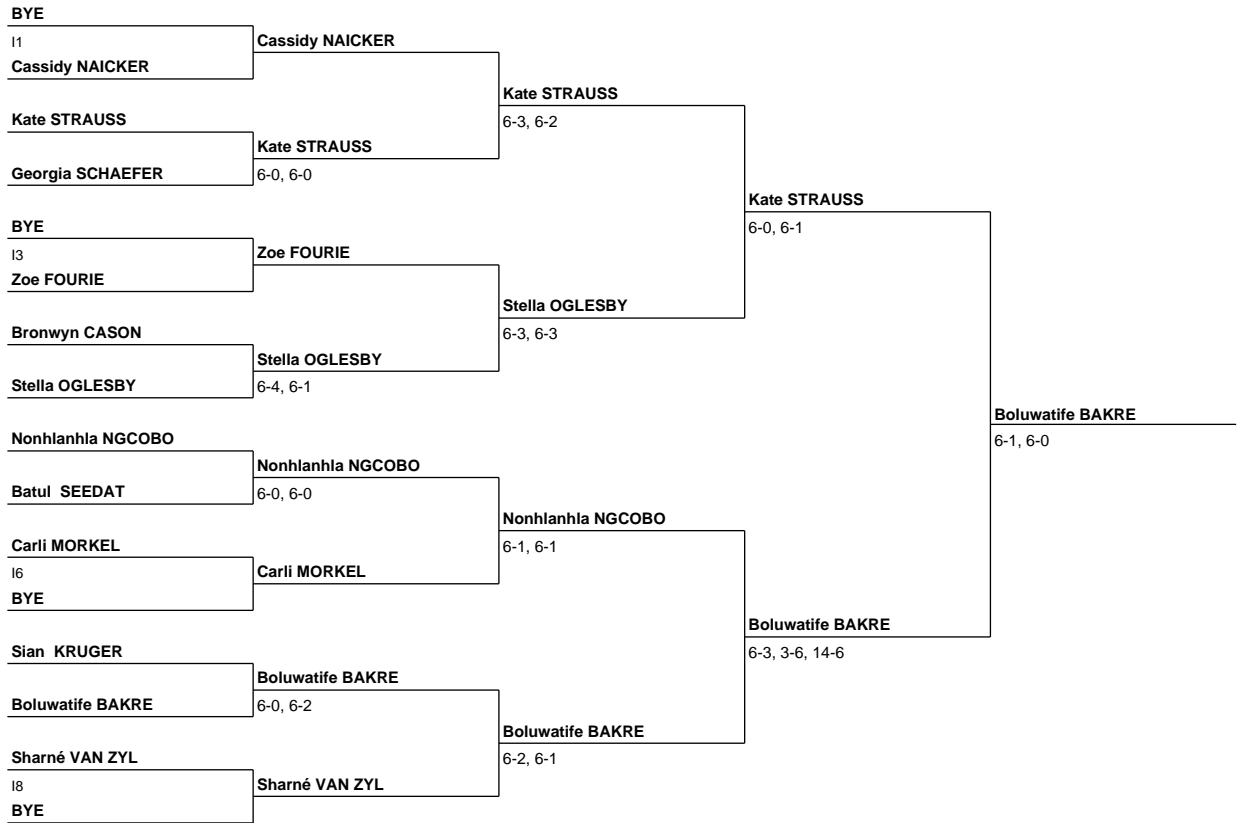 BYE
I1
Cassidy NAICKER
Kate STRAUSS
Georgia SCHAEFER
BYE
I3
Zoe FOURIE
Bronwyn CASON
Stella OGLESBY
Nonhlanhla NGCOBO
Batul  SEEDAT
Carli MORKEL
I6
BYE
Sian  KRUGER
Boluwatife BAKRE
Sharné VAN ZYL
I8
BYE
Cassidy NAICKER
Kate STRAUSS
6-0, 6-0
Zoe FOURIE
Stella OGLESBY
6-4, 6-1
Nonhlanhla NGCOBO
6-0, 6-0
Carli MORKEL
Boluwatife BAKRE
6-0, 6-2
Sharné VAN ZYL
Kate STRAUSS
6-3, 6-2
Stella OGLESBY
6-3, 6-3
Nonhlanhla NGCOBO
6-1, 6-1
Boluwatife BAKRE
6-2, 6-1
Kate STRAUSS
6-0, 6-1
Boluwatife BAKRE
6-3, 3-6, 14-6
Boluwatife BAKRE
6-1, 6-0